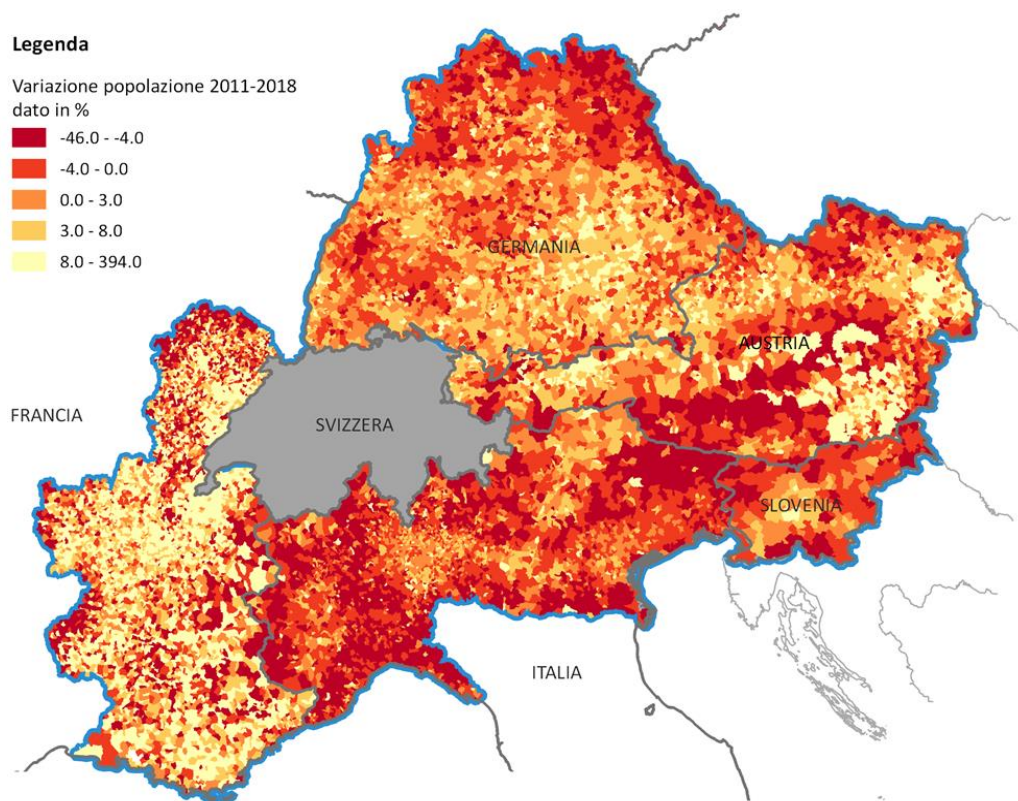 Legenda
Variazione popolazione 2011-2018
dato in %
-46.0 - -4.0
-4.0 - 0.0
0.0 - 3.0
3.0 - 8.0
8.0 - 394.0
GERMANIA
AUSTRIA
FRANCIA
SVIZZERA
SLOVENIA
ITALIA